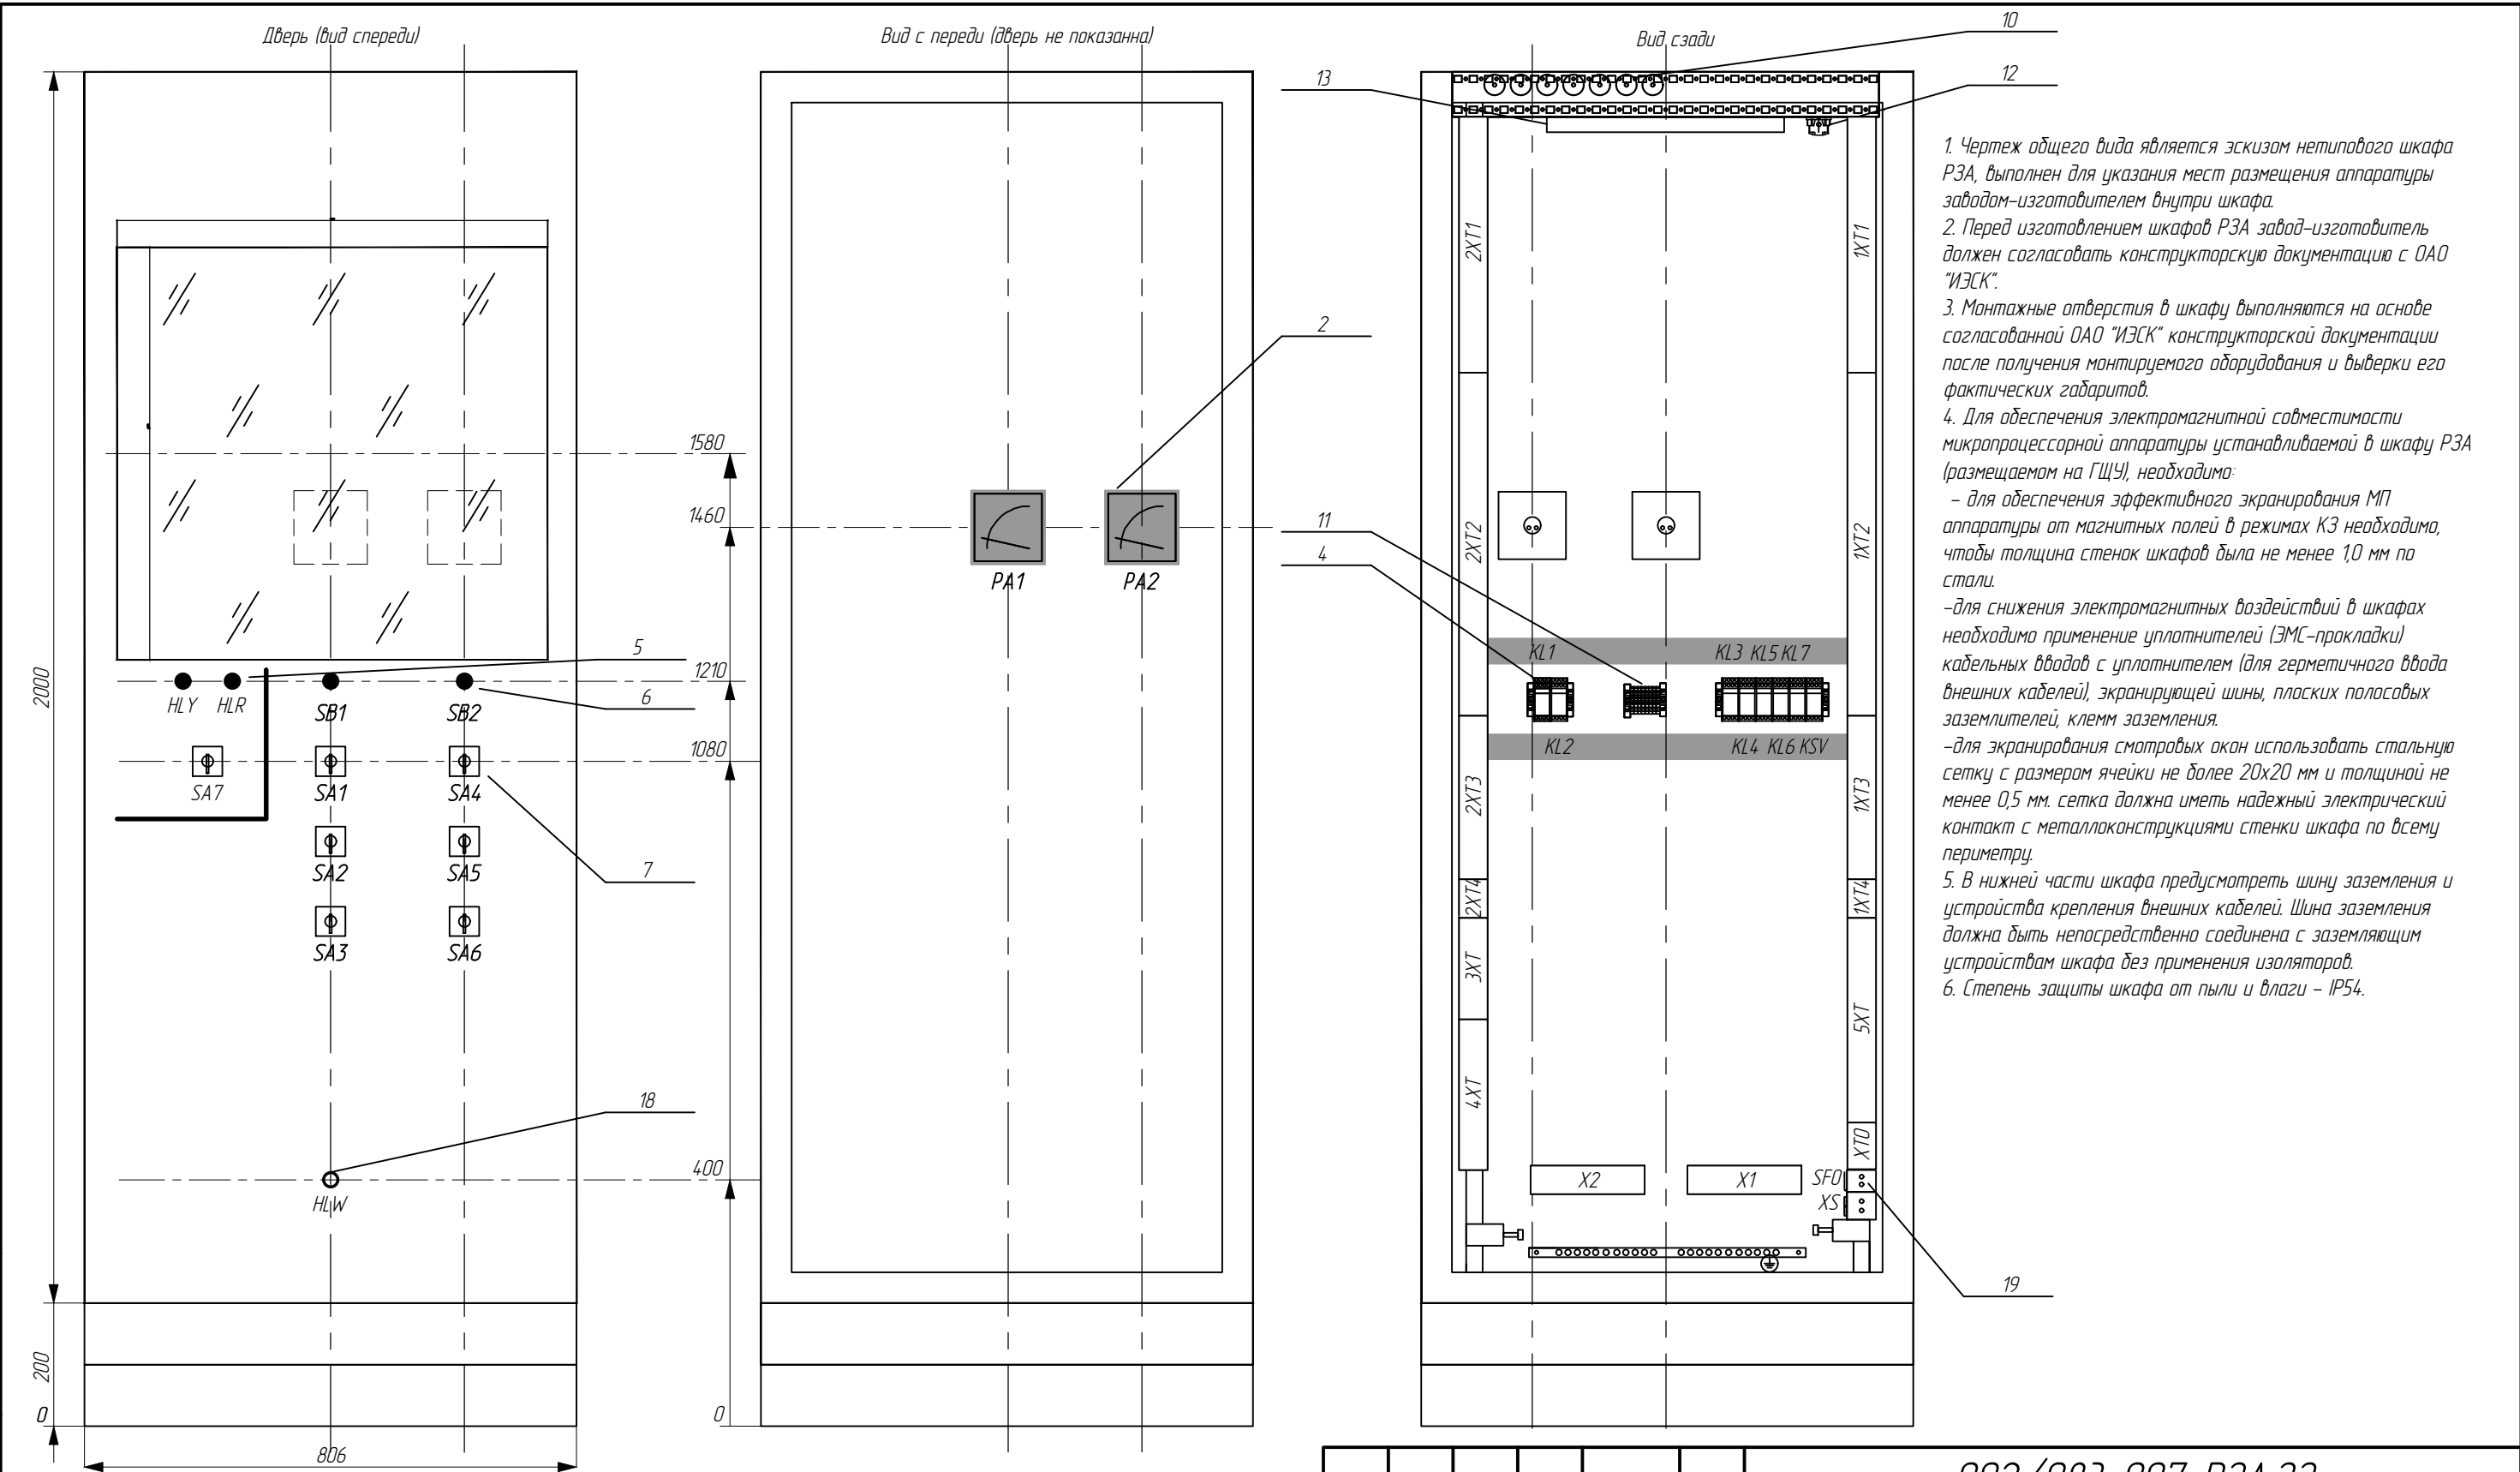 Дверь (вид спереди)
Вид с переди (дверь не показанна)
Вид сзади
2000
200
0
806
HLY
HLR
SB1
SB2
SA7
SA1
SA4
SA2
SA5
SA3
SA6
HLW
5
6
7
18
1580
1460
1210
1080
400
0
PA1
PA2
2
13
10
12
11
4
19
2XT1
1XT1
2XT2
1XT2
KL1
KL3 KL5 KL7
KL2
KL4 KL6 KSV
2XT3
1XT3
2XT4
1XT4
3XT
5XT
4XT
XT0
X2
X1
SF0
XS
1. Чертеж общего вида является эскизом нетипового шкафа
РЗА, выполнен для указания мест размещения аппаратуры
заводом-изготовителем внутри шкафа.
2. Перед изготовлением шкафов РЗА завод-изготовитель
должен согласовать конструкторскую документацию с ОАО
"ИЭСК".
3. Монтажные отверстия в шкафу выполняются на основе
согласованной ОАО "ИЭСК" конструкторской документации
после получения монтируемого оборудования и выверки его
фактических габаритов.
4. Для обеспечения электромагнитной совместимости
микропроцессорной аппаратуры устанавливаемой в шкафу РЗА
(размещаемом на ГЩУ), необходимо:
- для обеспечения эффективного экранирования МП
аппаратуры от магнитных полей в режимах КЗ необходимо,
чтобы толщина стенок шкафов была не менее 1,0 мм по
стали.
-для снижения электромагнитных воздействий в шкафах
необходимо применение уплотнителей (ЭМС-прокладки)
кабельных вводов с уплотнителем (для герметичного ввода
внешних кабелей), экранирующей шины, плоских полосовых
заземлителей, клемм заземления.
-для экранирования смотровых окон использовать стальную
сетку с размером ячейки не более 20х20 мм и толщиной не
менее 0,5 мм. сетка должна иметь надежный электрический
контакт с металлоконструкциями стенки шкафа по всему
периметру.
5. В нижней части шкафа предусмотреть шину заземления и
устройства крепления внешних кабелей. Шина заземления
должна быть непосредственно соединена с заземляющим
устройствам шкафа без применения изоляторов.
6. Степень защиты шкафа от пыли и влаги - IP54.